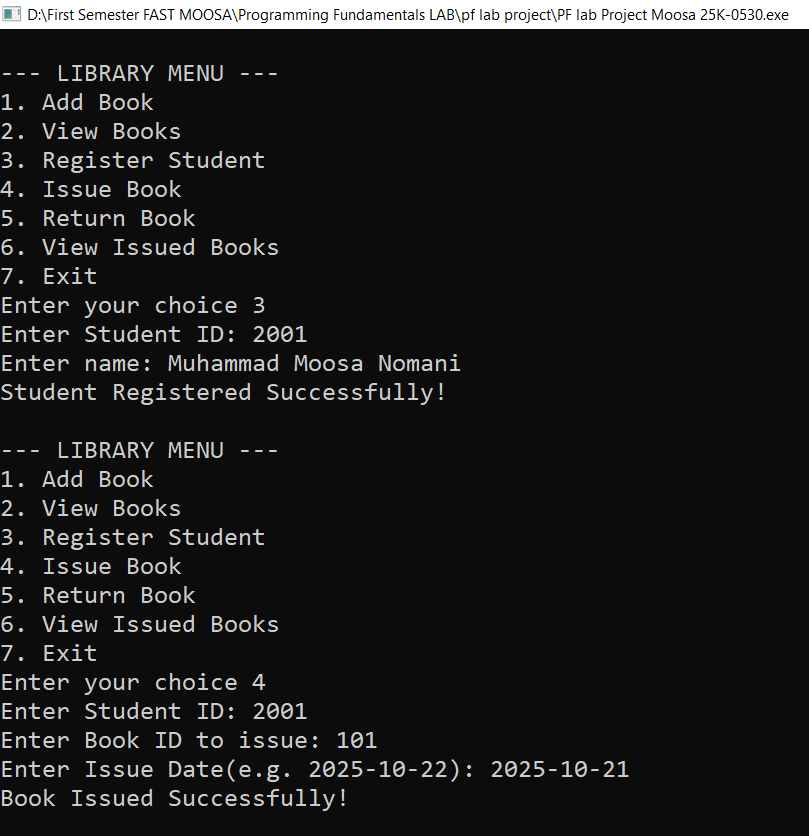 D:\First Semester FAST MOOSA\Programming Fundamentals LAB\pf lab project\PF lab Project Moosa 25K-0530.exe
--- LIBRARY MENU ---
1. Add Book
2. View Books
3. Register Student
4. Issue Book
5. Return Book
6. View Issued Books
7. Exit
Enter your choice 3
Enter Student ID: 2001
Enter name: Muhammad Moosa Nomani
Student Registered Successfully!
--- LIBRARY MENU ---
1. Add Book
2. View Books
3. Register Student
4. Issue Book
5. Return Book
6. View Issued Books
7. Exit
Enter your choice 4
Enter Student ID: 2001
Enter Book ID to issue: 101
Enter Issue Date(e.g. 2025-10-22): 2025-10-21
Book Issued Successfully!